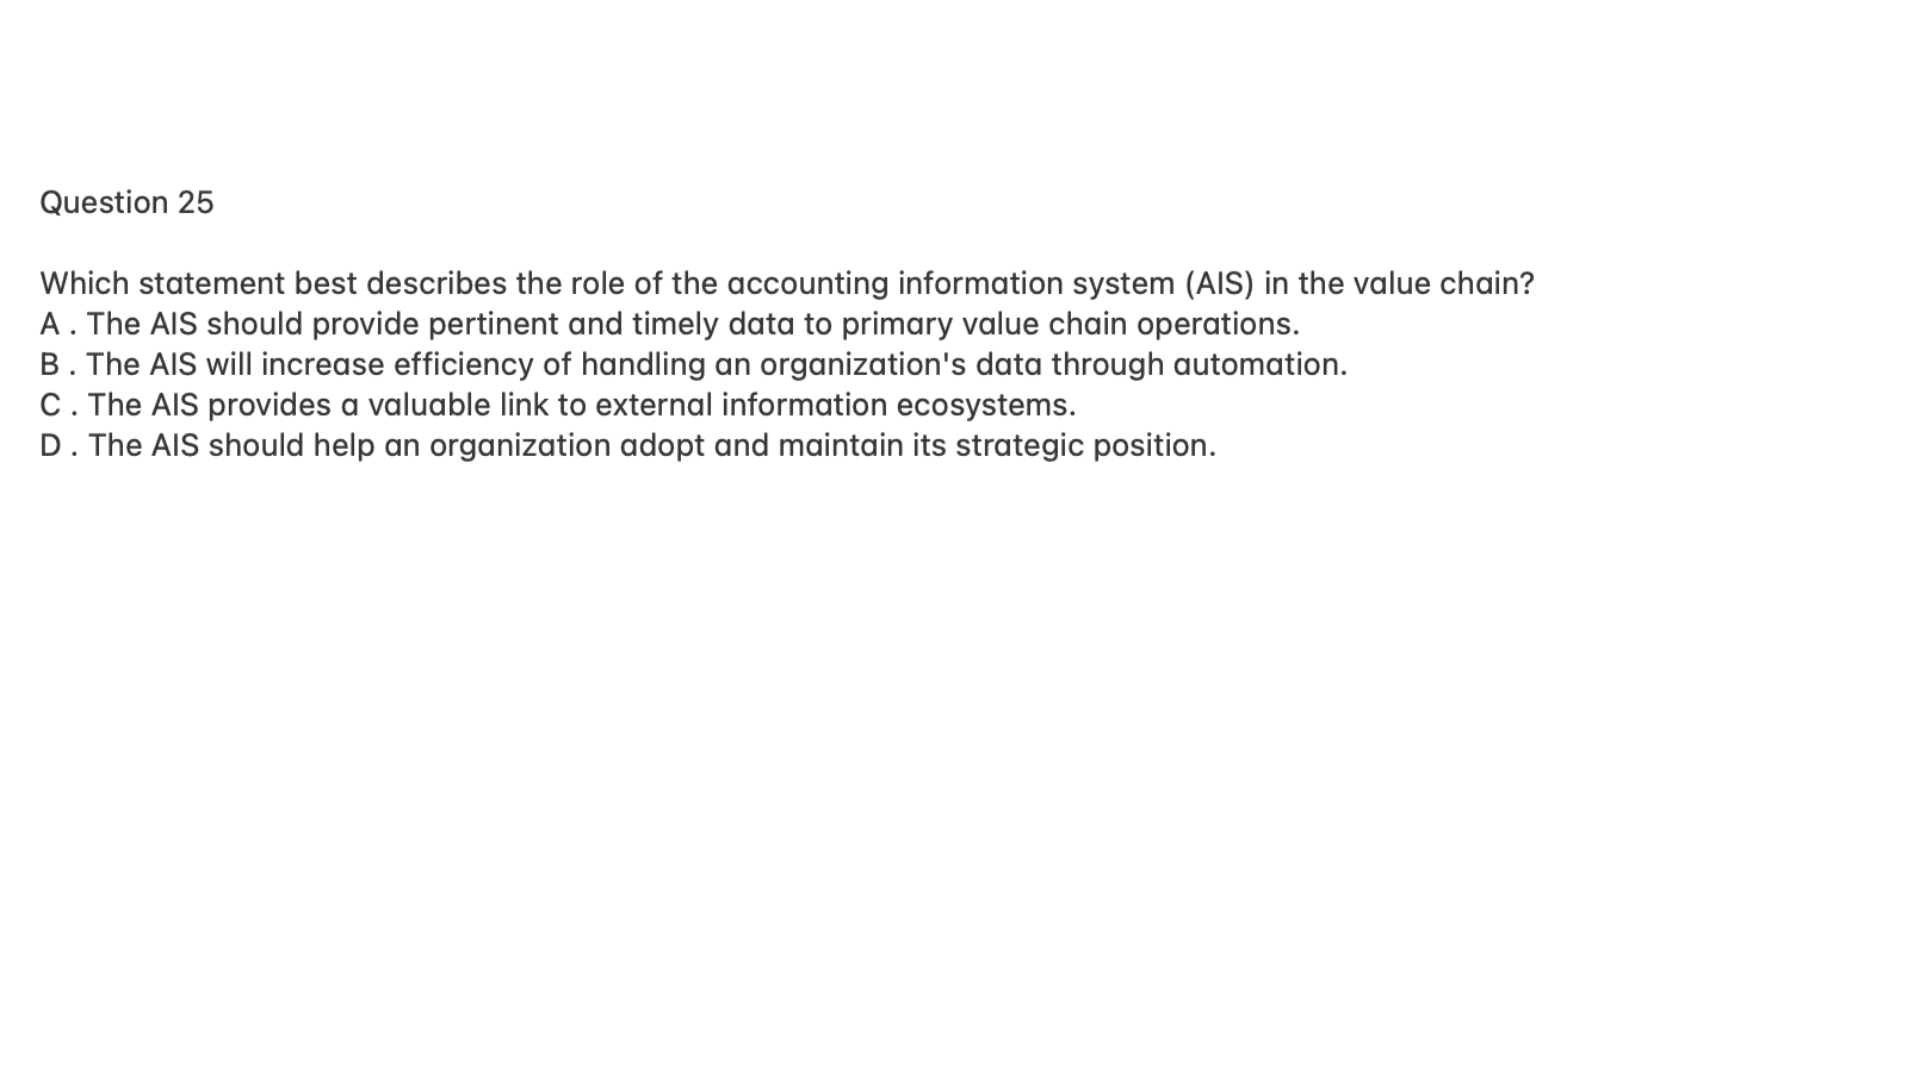 Question 25
Which statement best describes the role of the accounting information system (AIS) in the value chain?
A . The AIS should provide pertinent and timely data to primary value chain operations.
B . The AIS will increase efficiency of handling an organization's data through automation.
C . The AIS provides a valuable link to external information ecosystems.
D . The AIS should help an organization adopt and maintain its strategic position.